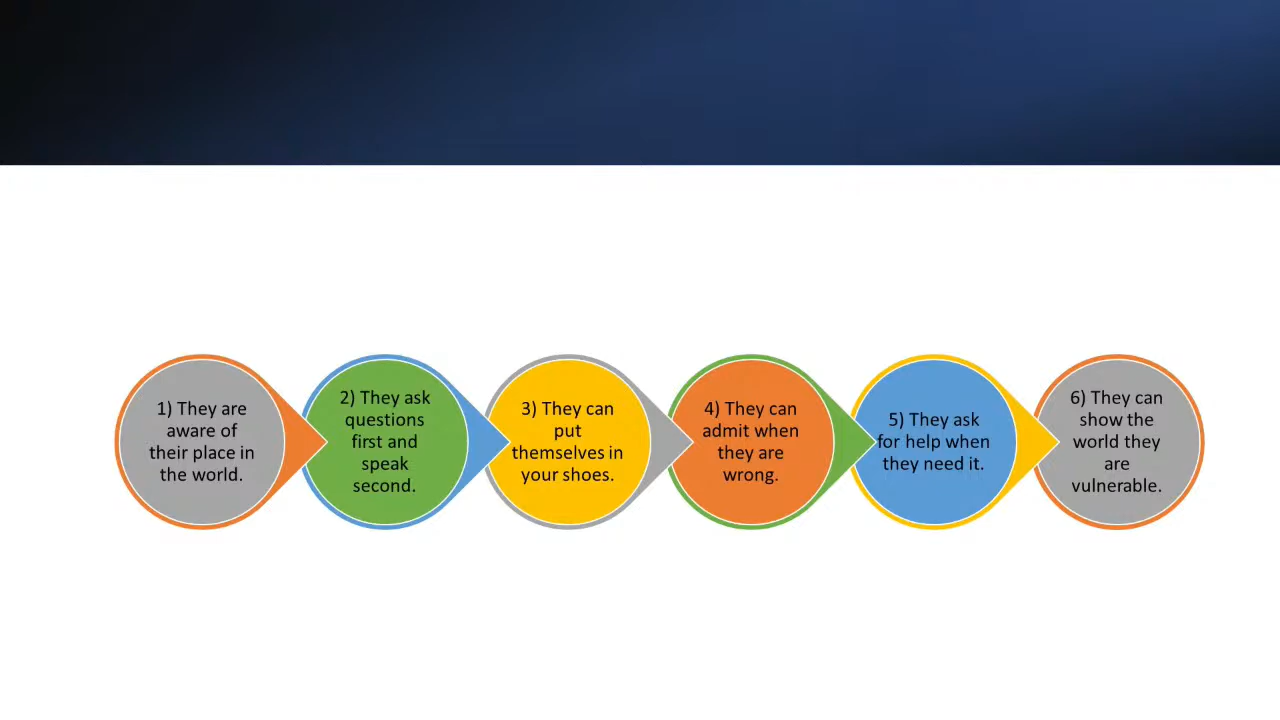 1) They are
aware of
their place in
the world.
2) They ask
questions
first and
speak
second.
3) They can
put
themselves in
your shoes.
4) They can
admit when
they are
wrong.
5) They ask
for help when
they need it.
6) They can
show the
world they
are
vulnerable.